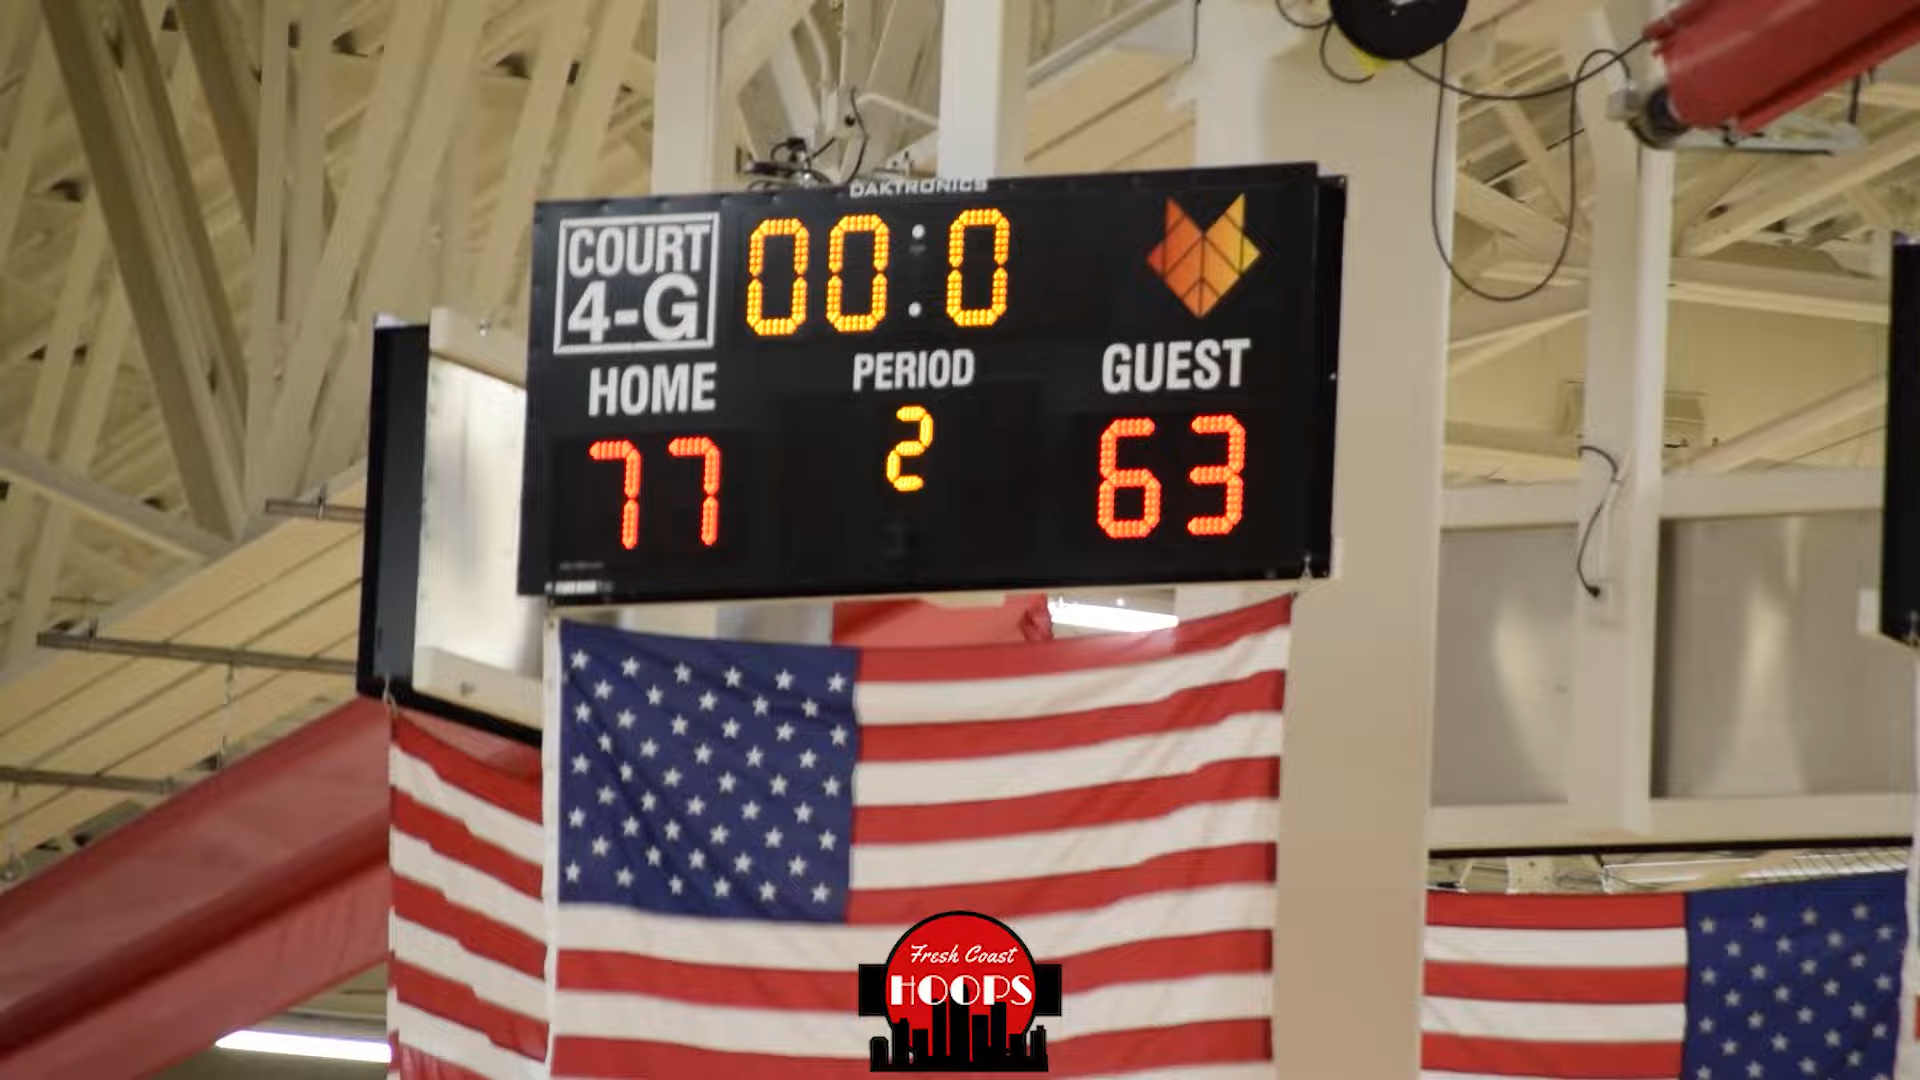 DAKTRONICS
COURT
4-G
00:0
HOME
PERIOD
GUEST
77
2
63
Fresh Coast
HOOPS